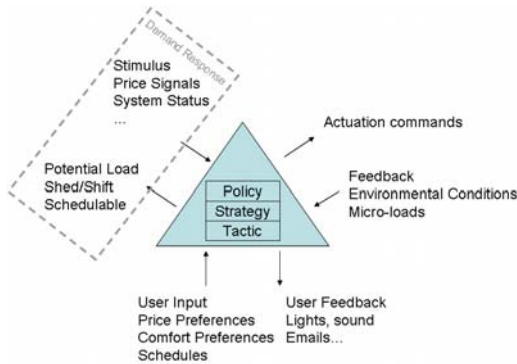 Demand Response
Stimulus
Price Signals
System Status
...
Actuation commands
Potential Load
Shed/Shift
Schedulable
Feedback
Environmental Conditions
Micro-loads
Policy
Strategy
Tactic
User Input
Price Preferences
Comfort Preferences
Schedules
User Feedback
Lights, sound
Emails...